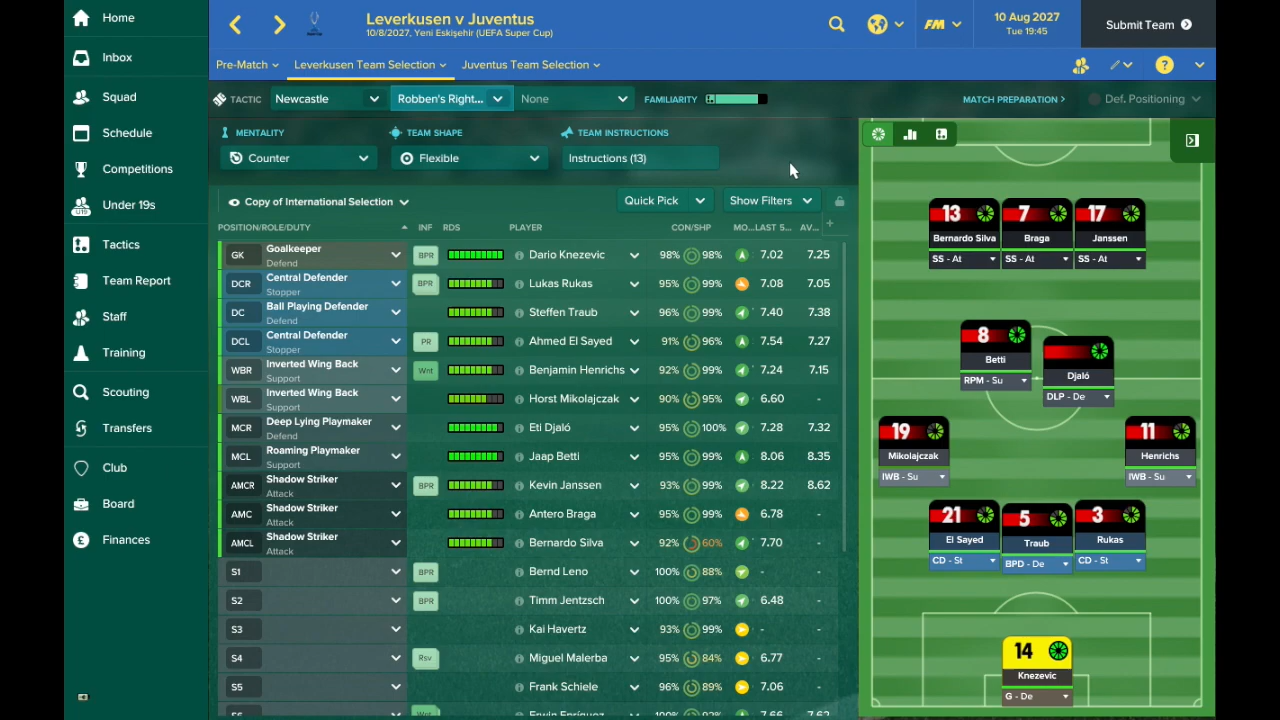 Home
Inbox
Squad
Schedule
Competitions
Under 19s
U19
Tactics
Team Report
Staff
Training
Scouting
Transfers
Club
Board
Finances
Leverkusen v Juventus
10/8/2027, Yeni Eskişehir (UEFA Super Cup)
FM
10 Aug 2027
Tue 19:45
Submit Team
Pre-Match
Leverkusen Team Selection
Juventus Team Selection
?
TACTIC
Newcastle
Robben's Right...
None
FAMILIARITY
MATCH PREPARATION >
Def. Positioning
MENTALITY
TEAM SHAPE
TEAM INSTRUCTIONS
Counter
Flexible
Instructions (13)
Copy of International Selection
Quick Pick
Show Filters
POSITION/ROLE/DUTY INF RDS PLAYER CON/SHP MO... LAST 5... AV... +
GK Goalkeeper Defend BPR Dario Knezevic 98% 98% 7.02 7.25
DCR Central Defender Stopper BPR Lukas Rukas 95% 99% 7.08 7.05
DC Ball Playing Defender Defend Steffen Traub 96% 99% 7.40 7.38
DCL Central Defender Stopper PR Ahmed El Sayed 91% 96% 7.54 7.27
WBR Inverted Wing Back Support Wnt Benjamin Henrichs 92% 99% 7.24 7.15
WBL Inverted Wing Back Support Horst Mikolajczak 90% 95% 6.60 -
MCR Deep Lying Playmaker Defend Eti Djaló 95% 100% 7.28 7.32
MCL Roaming Playmaker Support Jaap Betti 95% 99% 8.06 8.35
AMCR Shadow Striker Attack BPR Kevin Janssen 93% 99% 8.22 8.62
AMC Shadow Striker Attack Antero Braga 95% 99% 6.78 -
AMCL Shadow Striker Attack Bernardo Silva 92% 60% 7.70 -
S1 BPR Bernd Leno 100% 88% - -
S2 BPR Timm Jentzsch 100% 97% 6.48 -
S3 Kai Havertz 93% 99% - -
S4 Rsv Miguel Malerba 95% 84% 6.77 -
S5 Frank Schiele 96% 89% 7.06 -
13 7 17
Bernardo Silva Braga Janssen
SS - At SS - At SS - At
8
Betti Djaló
RPM - Su DLP - De
19 11
Mikolajczak Henrichs
IWB - Su IWB - Su
21 5 3
El Sayed Traub Rukas
CD - St BPD - De CD - St
14
Knezevic
G - De